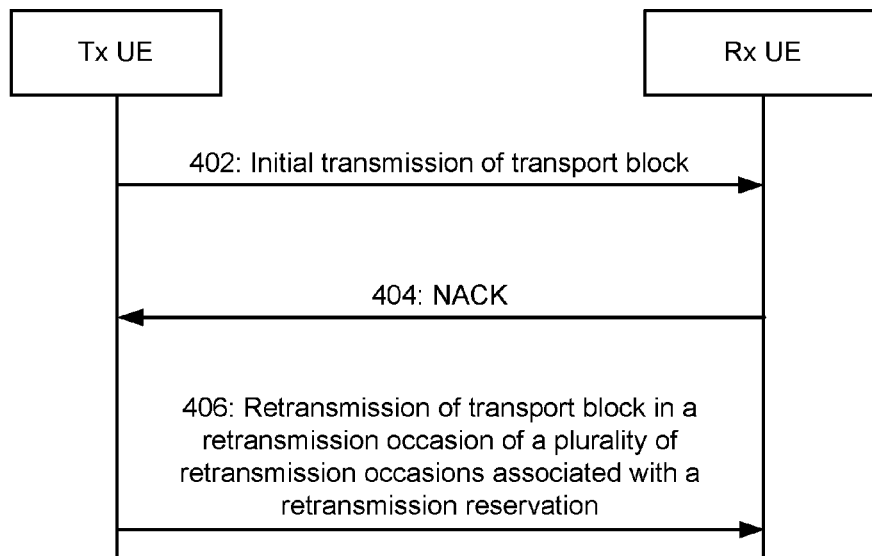 Tx UE
Rx UE
402: Initial transmission of transport block
404: NACK
406: Retransmission of transport block in a
retransmission occasion of a plurality of
retransmission occasions associated with a
retransmission reservation